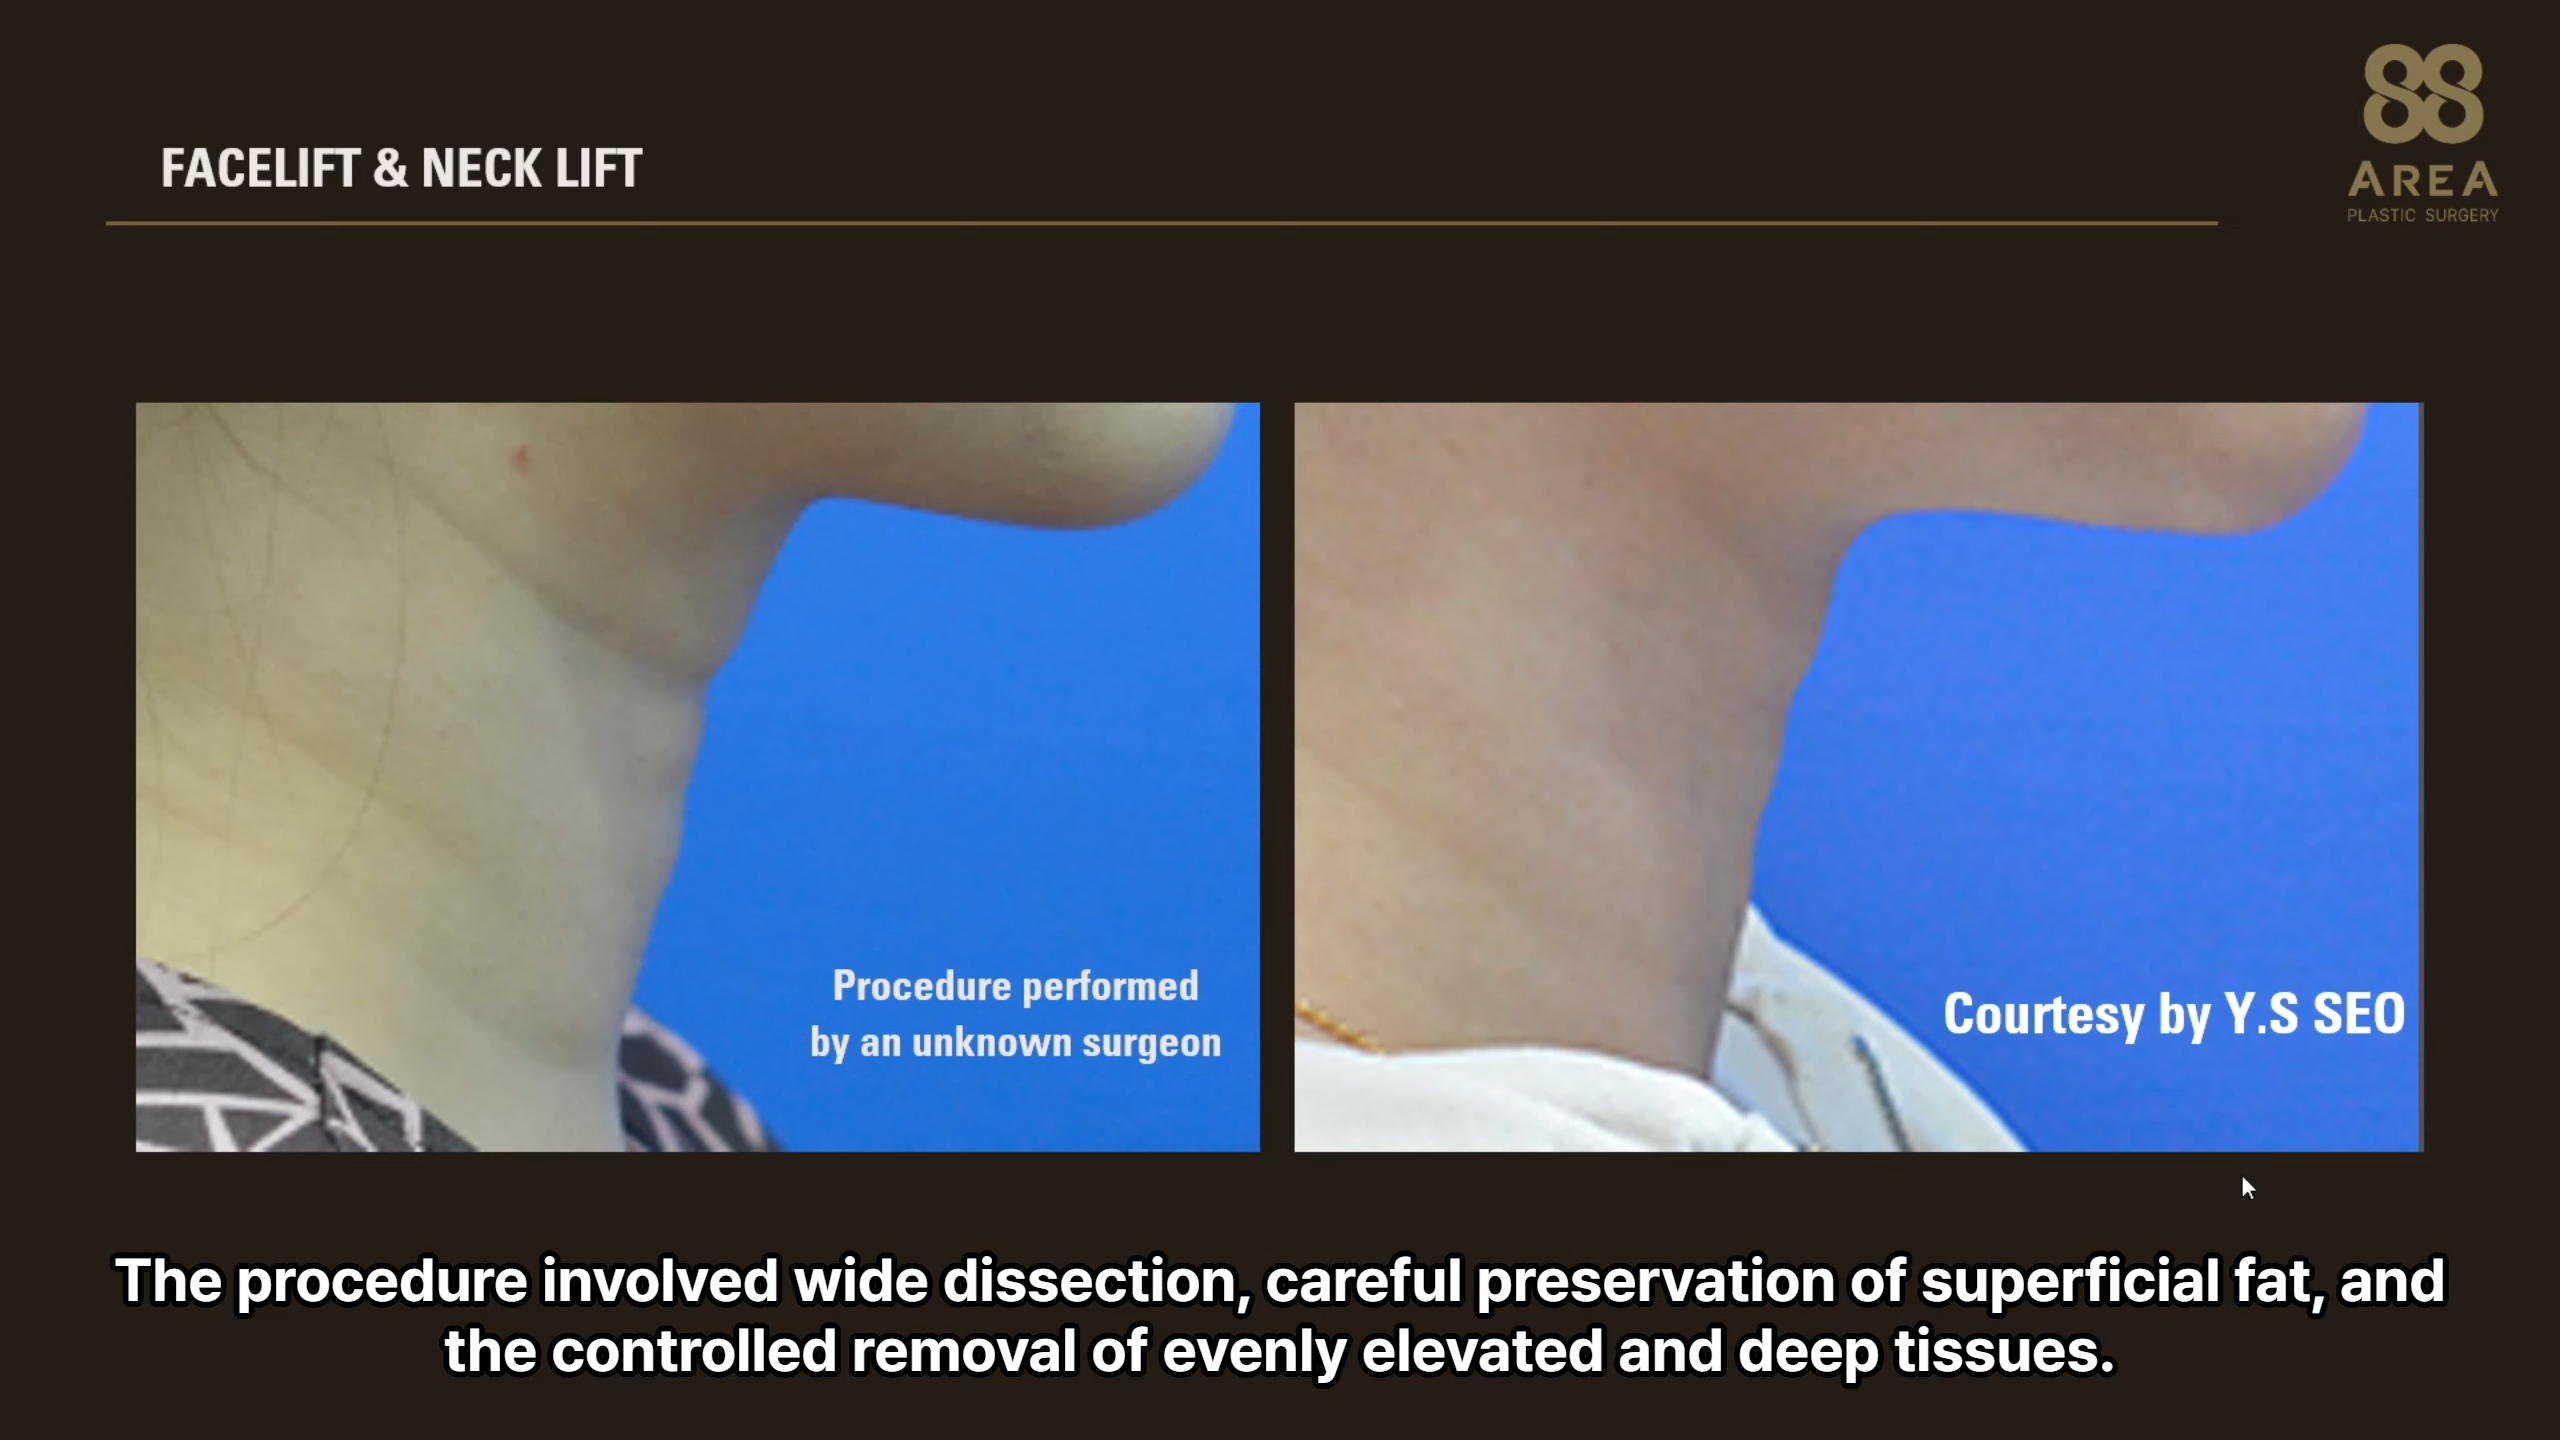 88
AREA
PLASTIC SURGERY
FACELIFT & NECK LIFT
Procedure performed
by an unknown surgeon
Courtesy by Y.S SEO
The procedure involved wide dissection, careful preservation of superficial fat, and
the controlled removal of evenly elevated and deep tissues.